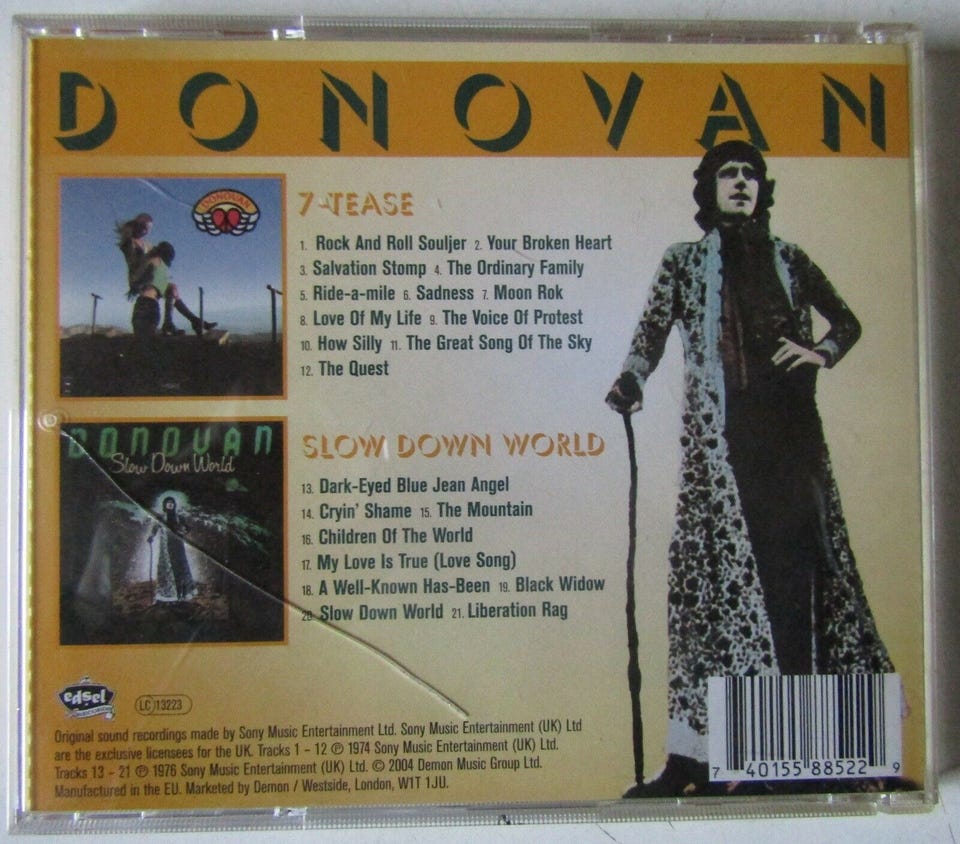 DONOVAN
DONOVAN
7-TEASE
1. Rock And Roll Souljer 2. Your Broken Heart
3. Salvation Stomp 4. The Ordinary Family
5. Ride-a-mile 6. Sadness 7. Moon Rok
8. Love Of My Life 9. The Voice Of Protest
10. How Silly 11. The Great Song Of The Sky
12. The Quest
DONOVAN
Slow Down World
SLOW DOWN WORLD
13. Dark-Eyed Blue Jean Angel
14. Cryin' Shame 15. The Mountain
16. Children Of The World
17. My Love Is True (Love Song)
18. A Well-Known Has-Been 19. Black Widow
20. Slow Down World 21. Liberation Rag
edsel
RECORDS
LC 13223
Original sound recordings made by Sony Music Entertainment Ltd. Sony Music Entertainment (UK) Ltd
are the exclusive licensees for the UK. Tracks 1 - 12 ℗ 1974 Sony Music Entertainment (UK) Ltd.
Tracks 13 - 21 ℗ 1976 Sony Music Entertainment (UK) Ltd. © 2004 Demon Music Group Ltd.
Manufactured in the EU. Marketed by Demon / Westside, London, W1T 1JU.
7 40155 88522 9